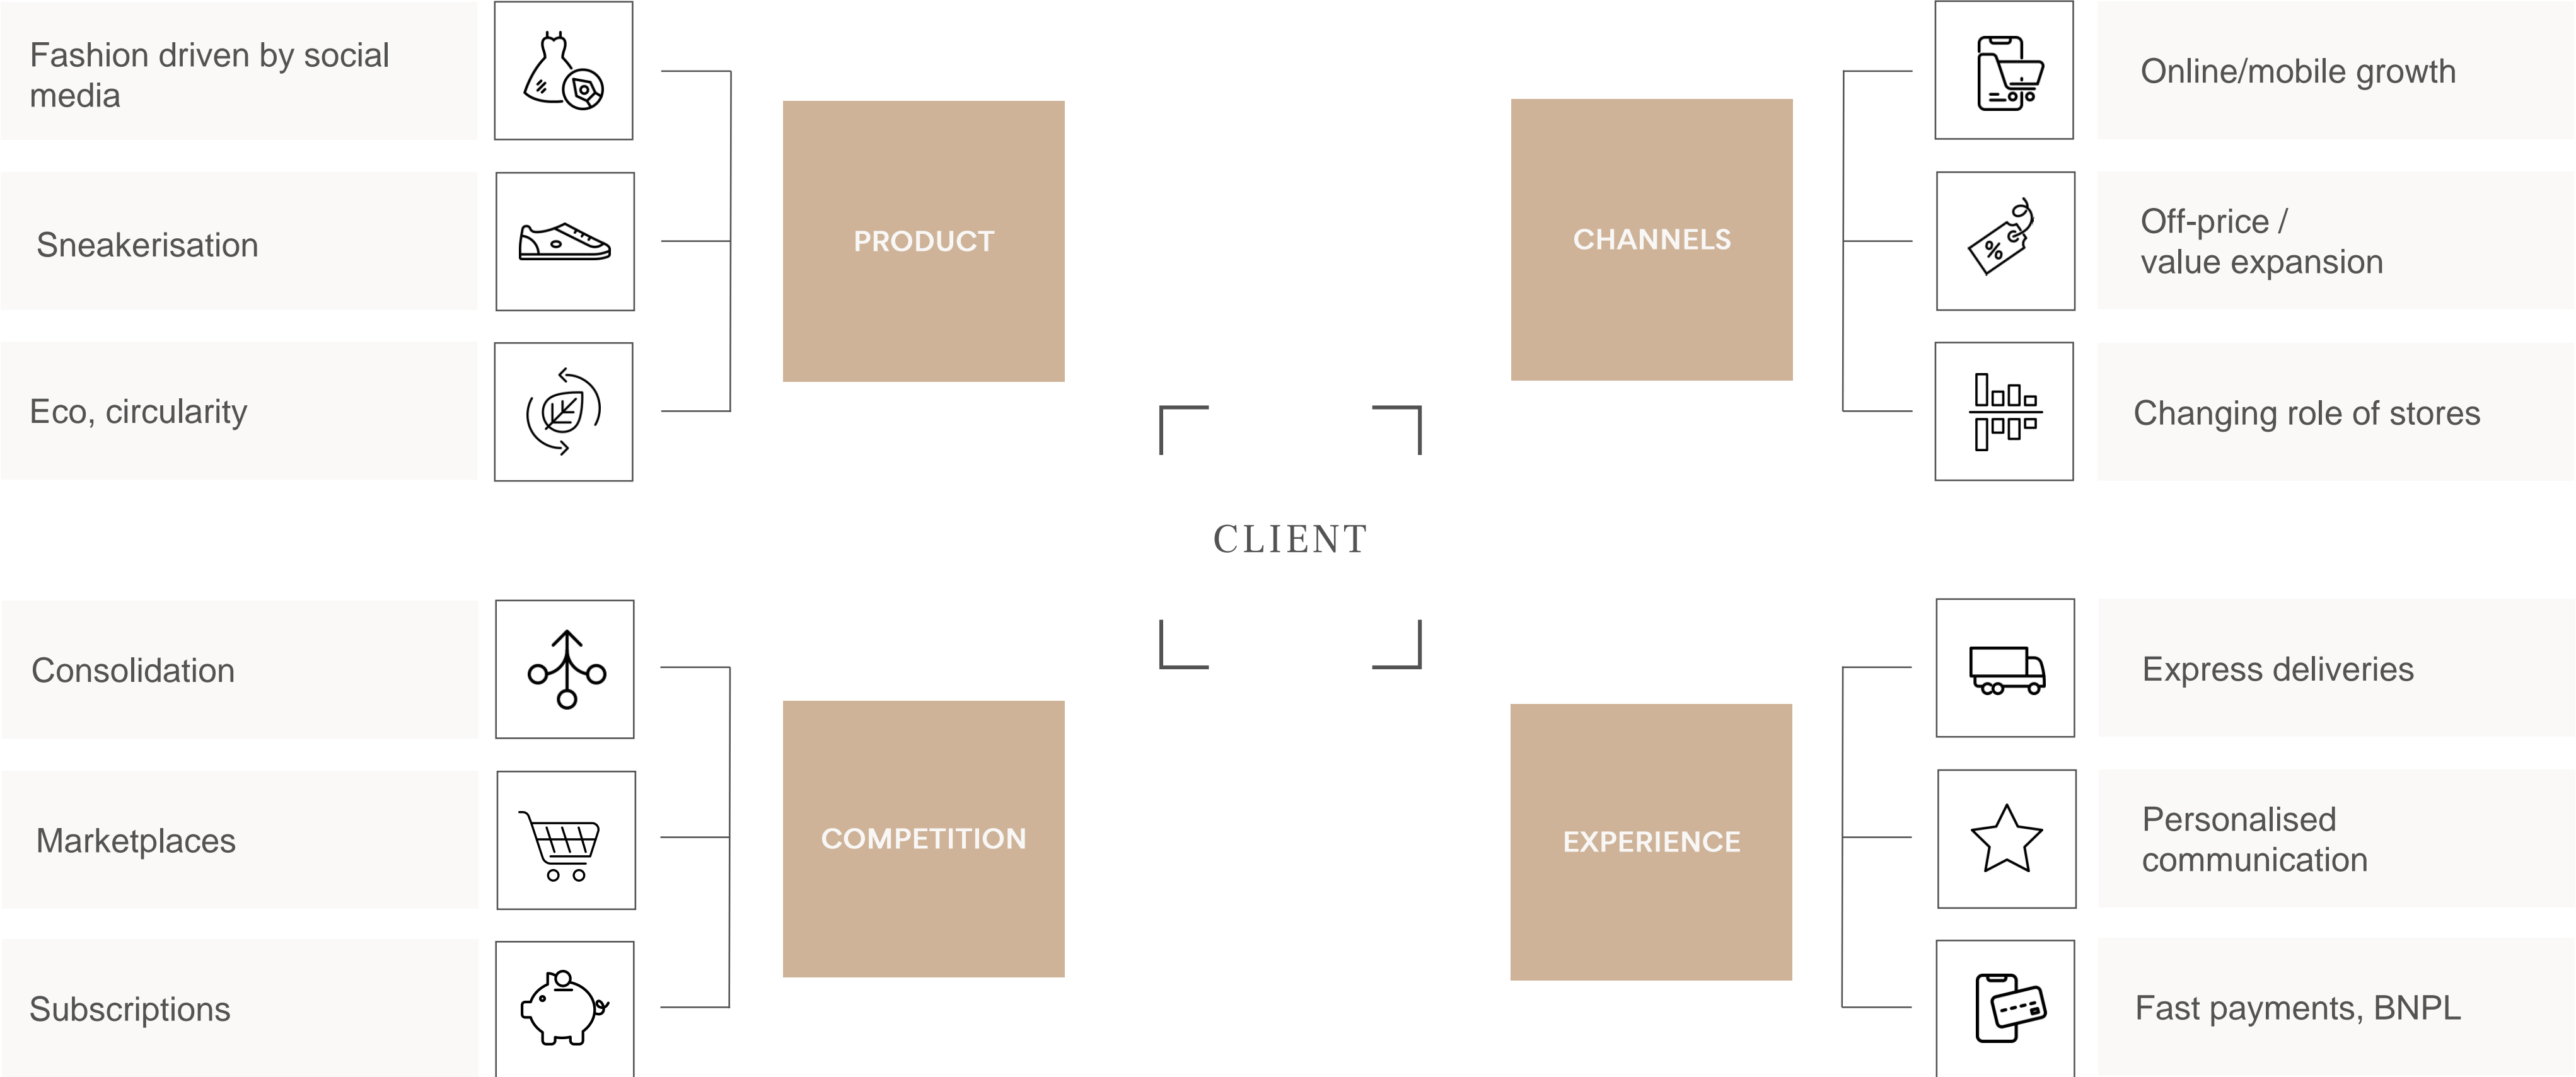 Fashion driven by social
media
Sneakerisation
Eco, circularity
PRODUCT
CHANNELS
Online/mobile growth
Off-price /
value expansion
Changing role of stores
CLIENT
Consolidation
Marketplaces
Subscriptions
COMPETITION
EXPERIENCE
Express deliveries
Personalised
communication
Fast payments, BNPL